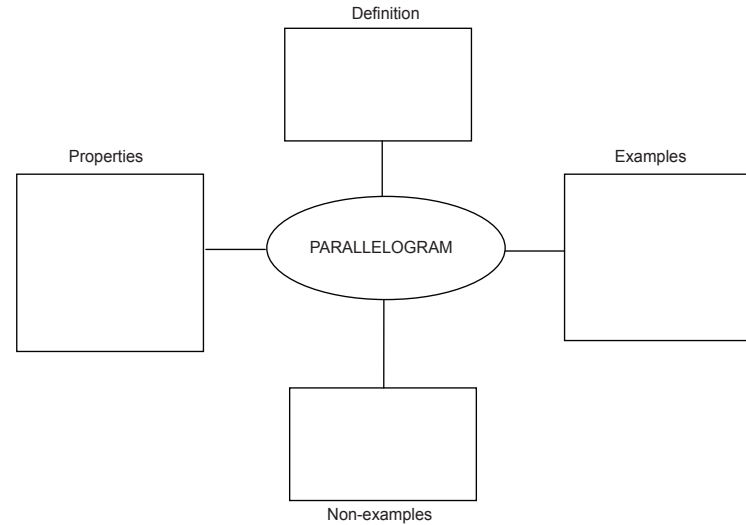 Definition
Properties
Examples
PARALLELOGRAM
Non-examples